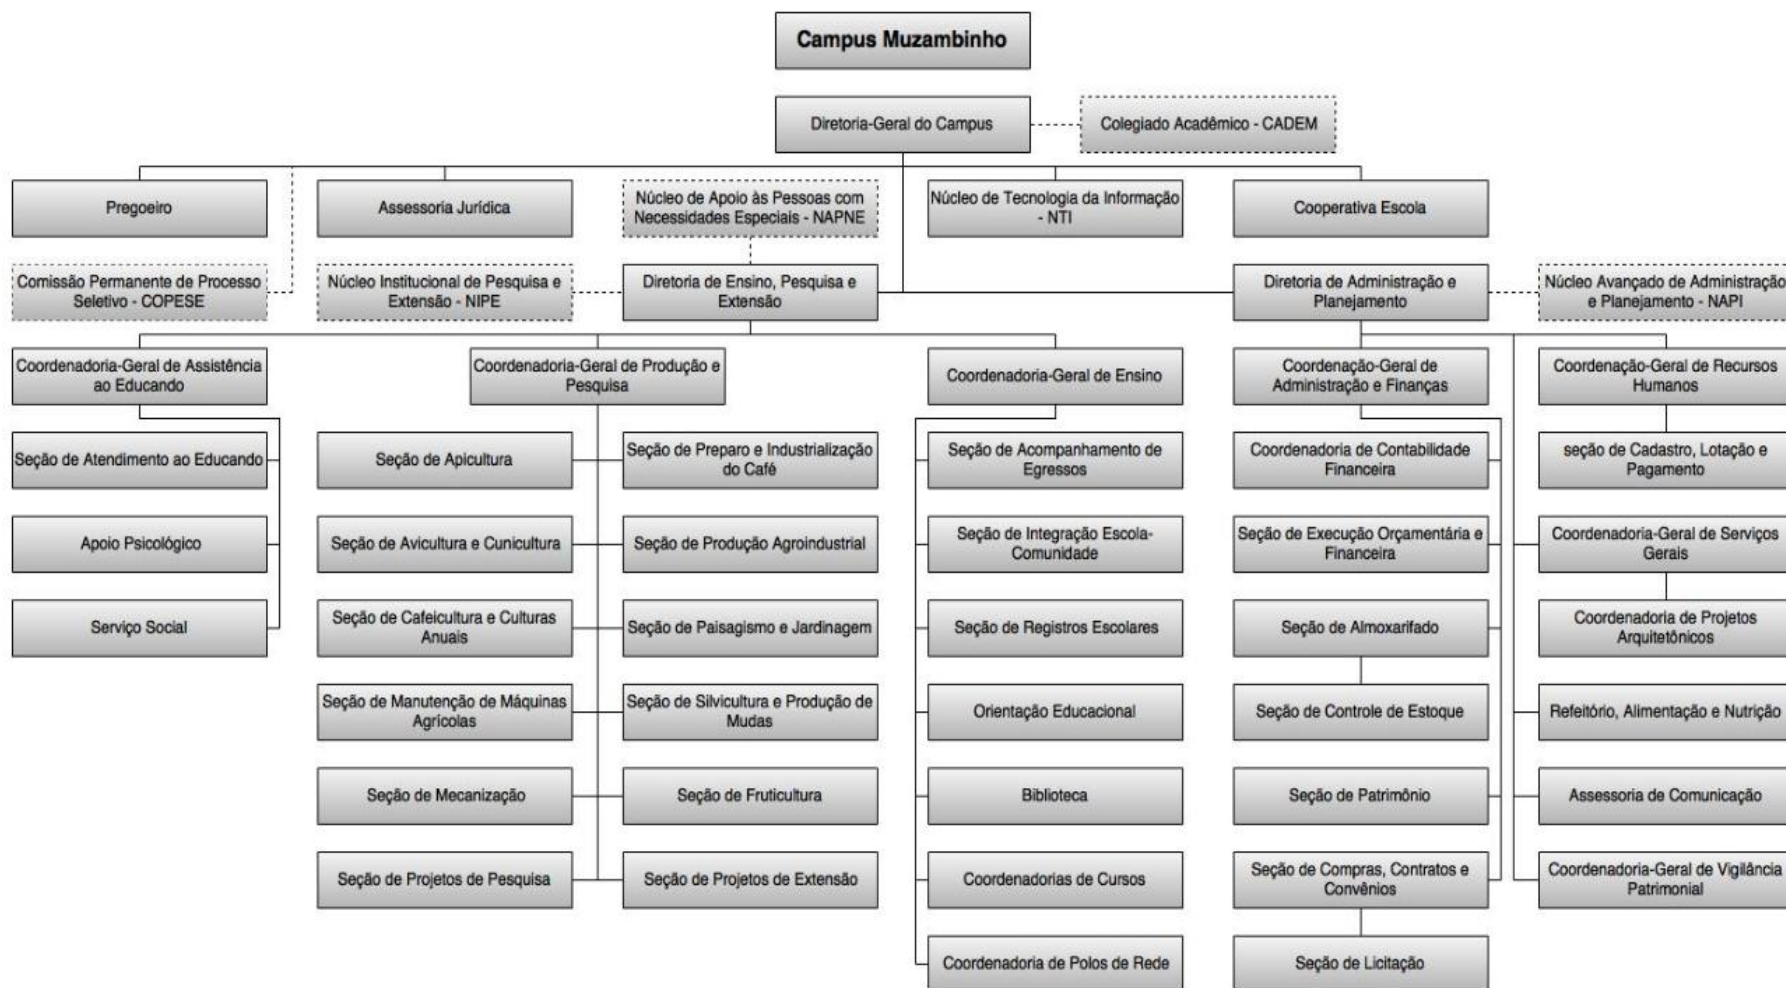 Campus Muzambinho
Diretoria-Geral do Campus
Colegiado Acadêmico - CADEM
Pregoeiro
Assessoria Jurídica
Núcleo de Apoio às Pessoas com
Necessidades Especiais - NAPNE
Núcleo de Tecnologia da Informação
- NTI
Cooperativa Escola
Comissão Permanente de Processo
Seletivo - COPESE
Núcleo Institucional de Pesquisa e
Extensão - NIPE
Diretoria de Ensino, Pesquisa e
Extensão
Diretoria de Administração e
Planejamento
Núcleo Avançado de Administração
e Planejamento - NAPI
Coordenadoria-Geral de Assistência
ao Educando
Coordenadoria-Geral de Produção e
Pesquisa
Coordenadoria-Geral de Ensino
Coordenação-Geral de
Administração e Finanças
Coordenação-Geral de Recursos
Humanos
Seção de Atendimento ao Educando
Seção de Apicultura
Seção de Preparo e Industrialização
do Café
Seção de Acompanhamento de
Egressos
Coordenadoria de Contabilidade
Financeira
seção de Cadastro, Lotação e
Pagamento
Apoio Psicológico
Seção de Avicultura e Cunicultura
Seção de Produção Agroindustrial
Seção de Integração Escola-
Comunidade
Seção de Execução Orçamentária e
Financeira
Coordenadoria-Geral de Serviços
Gerais
Serviço Social
Seção de Cafeicultura e Culturas
Anuais
Seção de Paisagismo e Jardinagem
Seção de Registros Escolares
Seção de Almoxarifado
Coordenadoria de Projetos
Arquitetônicos
Seção de Manutenção de Máquinas
Agrícolas
Seção de Silvicultura e Produção de
Mudas
Orientação Educacional
Seção de Controle de Estoque
Refeitório, Alimentação e Nutrição
Seção de Mecanização
Seção de Fruticultura
Biblioteca
Seção de Patrimônio
Assessoria de Comunicação
Seção de Projetos de Pesquisa
Seção de Projetos de Extensão
Coordenadorias de Cursos
Seção de Compras, Contratos e
Convênios
Coordenadoria-Geral de Vigilância
Patrimonial
Coordenadoria de Polos de Rede
Seção de Licitação